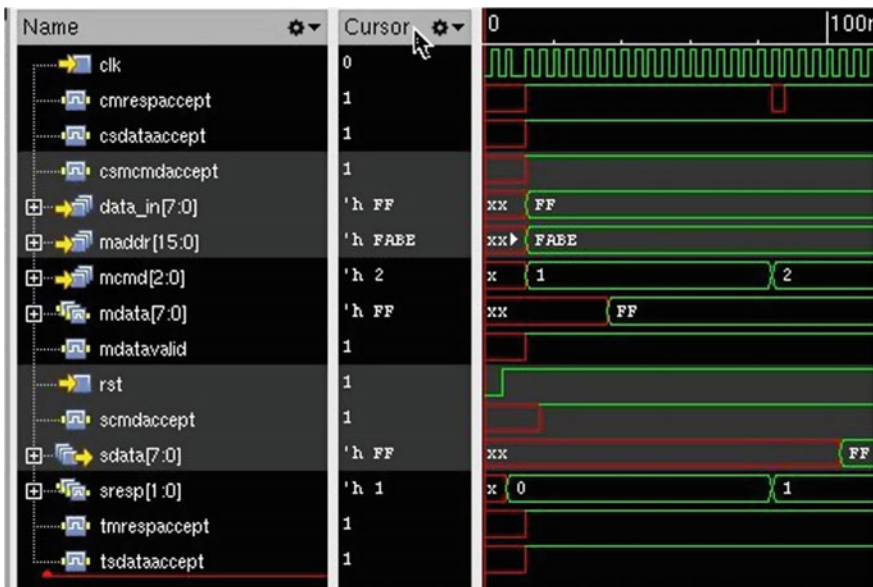 Name Cursor 0 100r
clk 0
cmrespaccept 1
csdataaccept 1
csmcmdaccept 1
data_in[7:0] 'h FF xx FF
maddr[15:0] 'h FABE xx FABE
mcmd[2:0] 'h 2 x 1 2
mdata[7:0] 'h FF xx FF
mdatavalid 1
rst 1
scmdaccept 1
sdata[7:0] 'h FF xx FF
sresp[1:0] 'h 1 x 0 1
tmrespaccept 1
tsdataaccept 1